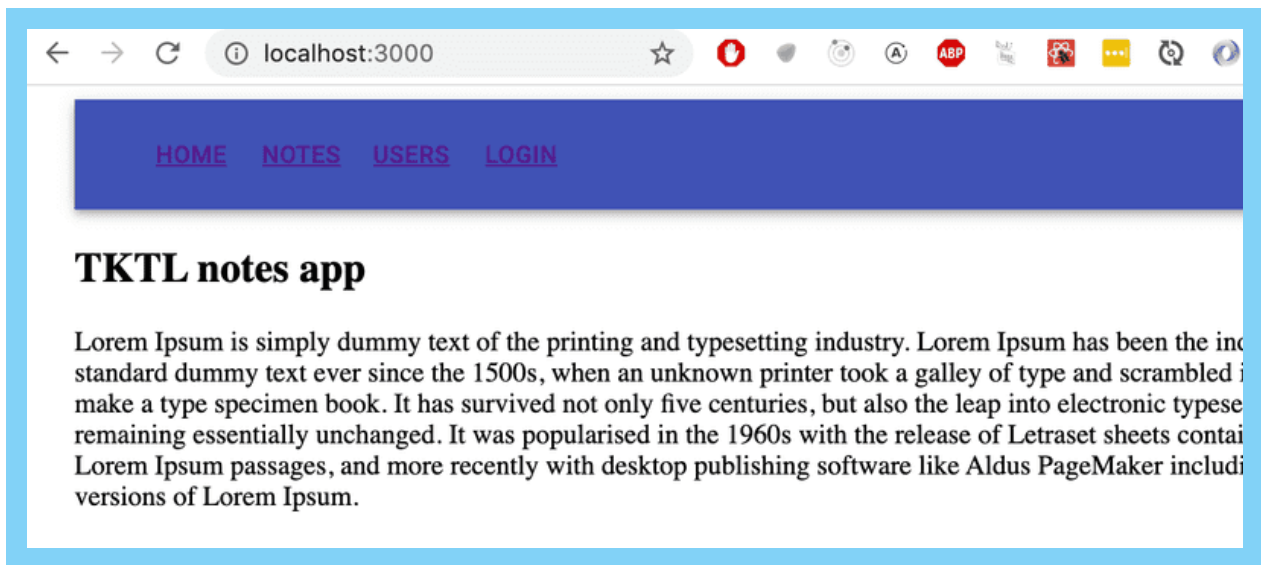 localhost:3000
ABP
HOME NOTES USERS LOGIN
TKTL notes app
Lorem Ipsum is simply dummy text of the printing and typesetting industry. Lorem Ipsum has been the
standard dummy text ever since the 1500s, when an unknown printer took a galley of type and scrambled
make a type specimen book. It has survived not only five centuries, but also the leap into electronic typese
remaining essentially unchanged. It was popularised in the 1960s with the release of Letraset sheets contai
Lorem Ipsum passages, and more recently with desktop publishing software like Aldus PageMaker includi
versions of Lorem Ipsum.